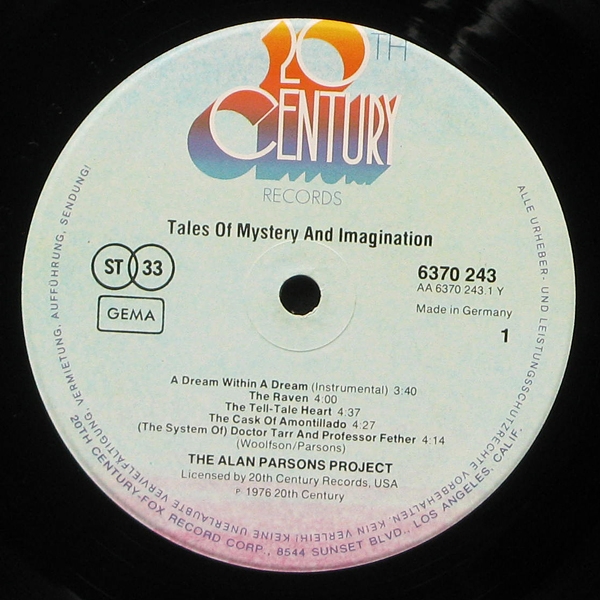 20TH
CENTURY
RECORDS
Tales Of Mystery And Imagination
ST 33
GEMA
6370 243
AA 6370 243.1 Y
Made in Germany
1
A Dream Within A Dream (Instrumental) 3:40
The Raven 4:00
The Tell-Tale Heart 4:37
The Cask Of Amontillado 4:27
(The System Of) Doctor Tarr And Professor Fether 4:14
(Woolfson/Parsons)
THE ALAN PARSONS PROJECT
Licensed by 20th Century Records, USA
℗ 1976 20th Century
ALLE URHEBER- UND LEISTUNGSSCHUTZRECHTE VORBEHALTEN, KEIN VERLEIH! KEINE UNERLAUBTE VERVIELFÄLTIGUNG, VERMIETUNG, AUFFÜHRUNG, SENDUNG!
20TH CENTURY-FOX RECORD CORP., 8544 SUNSET BLVD., LOS ANGELES, CALIF.